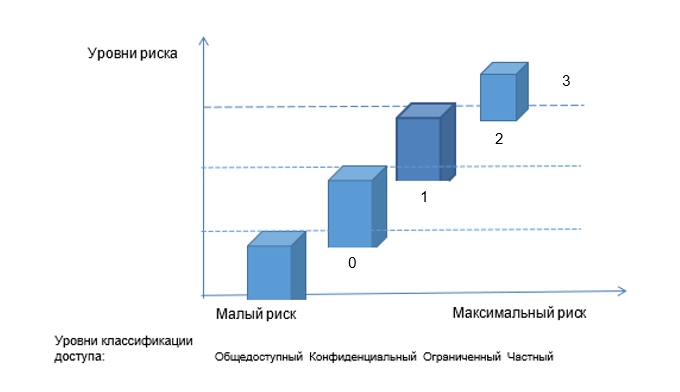 Уровни риска
3
2
1
0
Малый риск Максимальный риск
Уровни классификации
доступа: Общедоступный Конфиденциальный Ограниченный Частный